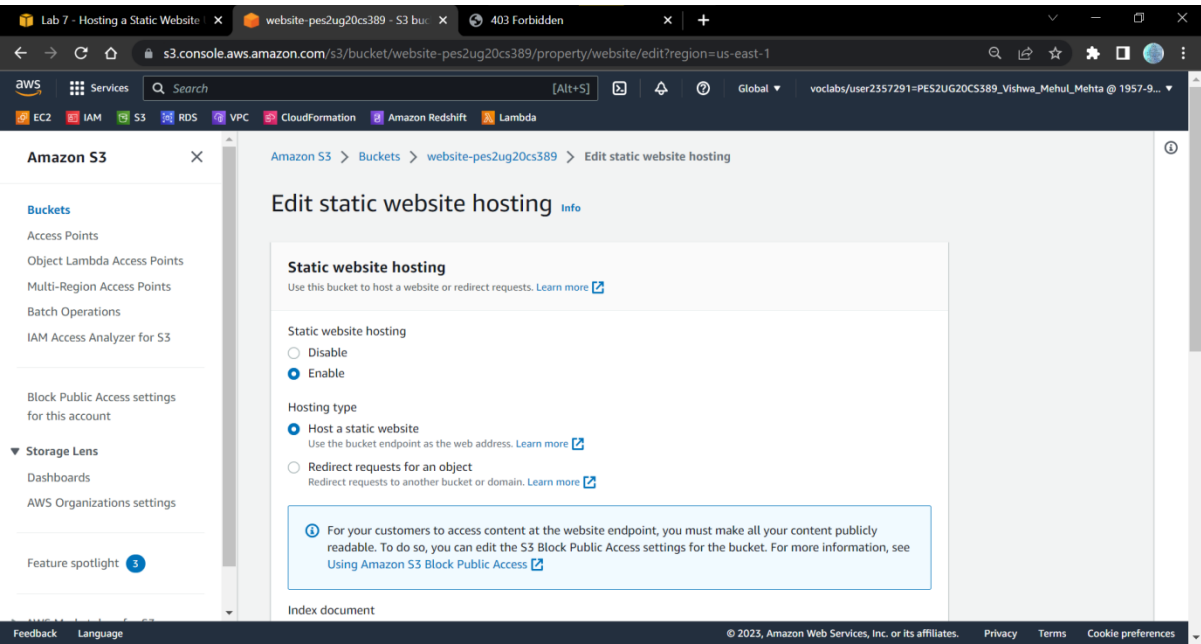 Lab 7 - Hosting a Static Website
website-pes2ug20cs389 - S3 buc
403 Forbidden
s3.console.aws.amazon.com/s3/bucket/website-pes2ug20cs389/property/website/edit?region=us-east-1
aws
Services
Search
[Alt+S]
Global
voclabs/user2357291=PES2UG20CS389_Vishwa_Mehul_Mehta @ 1957-9...
EC2 IAM S3 RDS VPC CloudFormation Amazon Redshift Lambda
Amazon S3
Buckets
Access Points
Object Lambda Access Points
Multi-Region Access Points
Batch Operations
IAM Access Analyzer for S3
Block Public Access settings
for this account
Storage Lens
Dashboards
AWS Organizations settings
Feature spotlight 3
Amazon S3 > Buckets > website-pes2ug20cs389 > Edit static website hosting
Edit static website hosting Info
Static website hosting
Use this bucket to host a website or redirect requests. Learn more
Static website hosting
Disable
Enable
Hosting type
Host a static website
Use the bucket endpoint as the web address. Learn more
Redirect requests for an object
Redirect requests to another bucket or domain. Learn more
For your customers to access content at the website endpoint, you must make all your content publicly
readable. To do so, you can edit the S3 Block Public Access settings for the bucket. For more information, see
Using Amazon S3 Block Public Access
Index document
Feedback Language
© 2023, Amazon Web Services, Inc. or its affiliates. Privacy Terms Cookie preferences